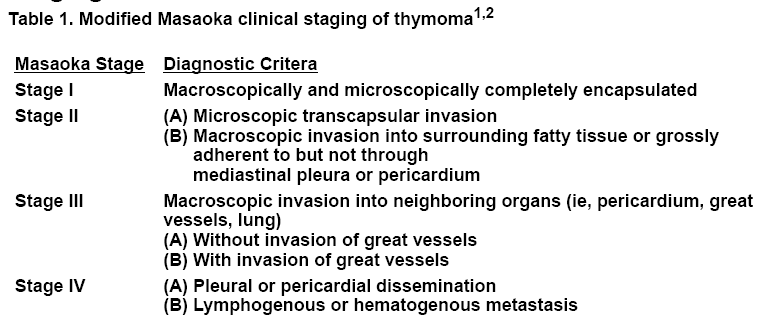 Table 1. Modified Masaoka clinical staging of thymoma1,2
Masaoka Stage Diagnostic Critera
Stage I Macroscopically and microscopically completely encapsulated
Stage II (A) Microscopic transcapsular invasion
(B) Macroscopic invasion into surrounding fatty tissue or grossly
adherent to but not through
mediastinal pleura or pericardium
Stage III Macroscopic invasion into neighboring organs (ie, pericardium, great
vessels, lung)
(A) Without invasion of great vessels
(B) With invasion of great vessels
Stage IV (A) Pleural or pericardial dissemination
(B) Lymphogenous or hematogenous metastasis